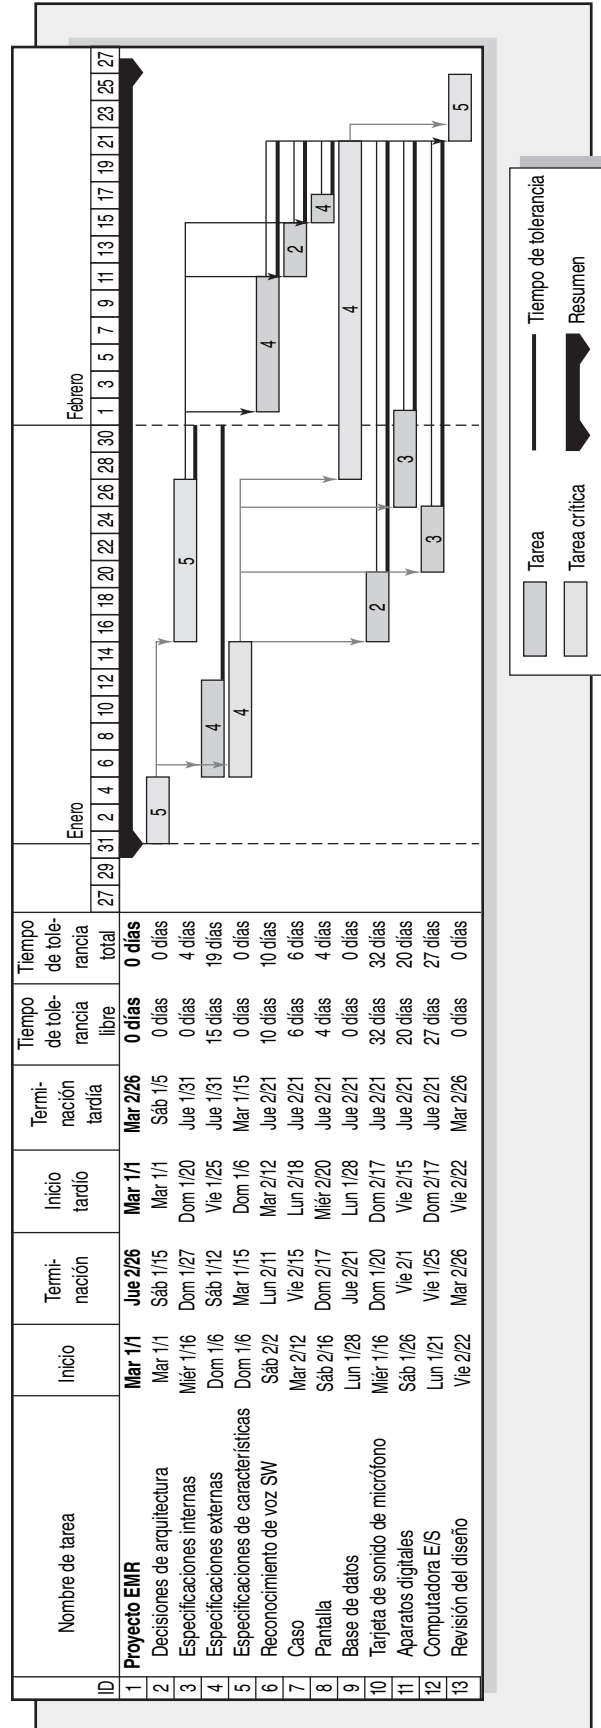 ID Nombre de tarea Inicio Termi- nación Inicio tardío Termi- nación tardía Tiempo de tole- rancia libre Tiempo de tole- rancia total
Enero Febrero
27 29 31 2 4 6 8 10 12 14 16 18 20 22 24 26 28 30 1 3 5 7 9 11 13 15 17 19 21 23 25 27
1 Proyecto EMR Mar 1/1 Jue 2/26 Mar 1/1 Mar 2/26 0 días 0 días
2 Decisiones de arquitectura Mar 1/1 Sáb 1/15 Mar 1/1 Sáb 1/5 0 días 0 días 5
3 Especificaciones internas Miér 1/16 Dom 1/27 Dom 1/20 Jue 1/31 0 días 4 días 5
4 Especificaciones externas Dom 1/6 Sáb 1/12 Vie 1/25 Jue 1/31 15 días 19 días 4
5 Especificaciones de características Dom 1/6 Mar 1/15 Dom 1/6 Mar 1/15 0 días 0 días 4
6 Reconocimiento de voz SW Sáb 2/2 Lun 2/11 Mar 2/12 Jue 2/21 10 días 10 días 4
7 Caso Mar 2/12 Vie 2/15 Lun 2/18 Jue 2/21 6 días 6 días 2
8 Pantalla Sáb 2/16 Dom 2/17 Miér 2/20 Jue 2/21 4 días 4 días 4
9 Base de datos Lun 1/28 Jue 2/21 Lun 1/28 Jue 2/21 0 días 0 días 4
10 Tarjeta de sonido de micrófono Miér 1/16 Dom 1/20 Dom 2/17 Jue 2/21 32 días 32 días 2
11 Aparatos digitales Sáb 1/26 Vie 2/1 Vie 2/15 Jue 2/21 20 días 20 días 3
12 Computadora E/S Lun 1/21 Vie 1/25 Dom 2/17 Jue 2/21 27 días 27 días 3
13 Revisión del diseño Vie 2/22 Mar 2/26 Vie 2/22 Mar 2/26 0 días 0 días 5
Tarea Tiempo de tolerancia
Tarea crítica Resumen